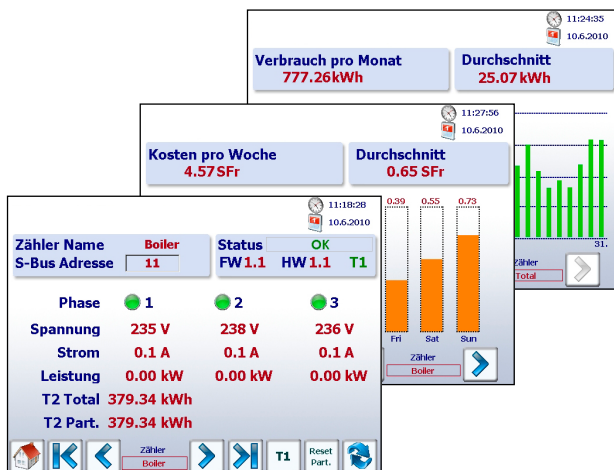 11:24:35
10.6.2010
Verbrauch pro Monat
777.26kWh
Durchschnitt
25.07kWh
31.
Zähler
Total
11:27:56
10.6.2010
Kosten pro Woche
4.57 SFr
Durchschnitt
0.65 SFr
0.39 0.55 0.73
Fri Sat Sun
Zähler
Boiler
11:18:28
10.6.2010
Zähler Name Boiler
S-Bus Adresse 11
Status OK
FW 1.1 HW 1.1 T1
Phase 1 2 3
Spannung 235 V 238 V 236 V
Strom 0.1 A 0.1 A 0.1 A
Leistung 0.00 kW 0.00 kW 0.00 kW
T2 Total 379.34 kWh
T2 Part. 379.34 kWh
Zähler
Boiler
T1
Reset
Part.